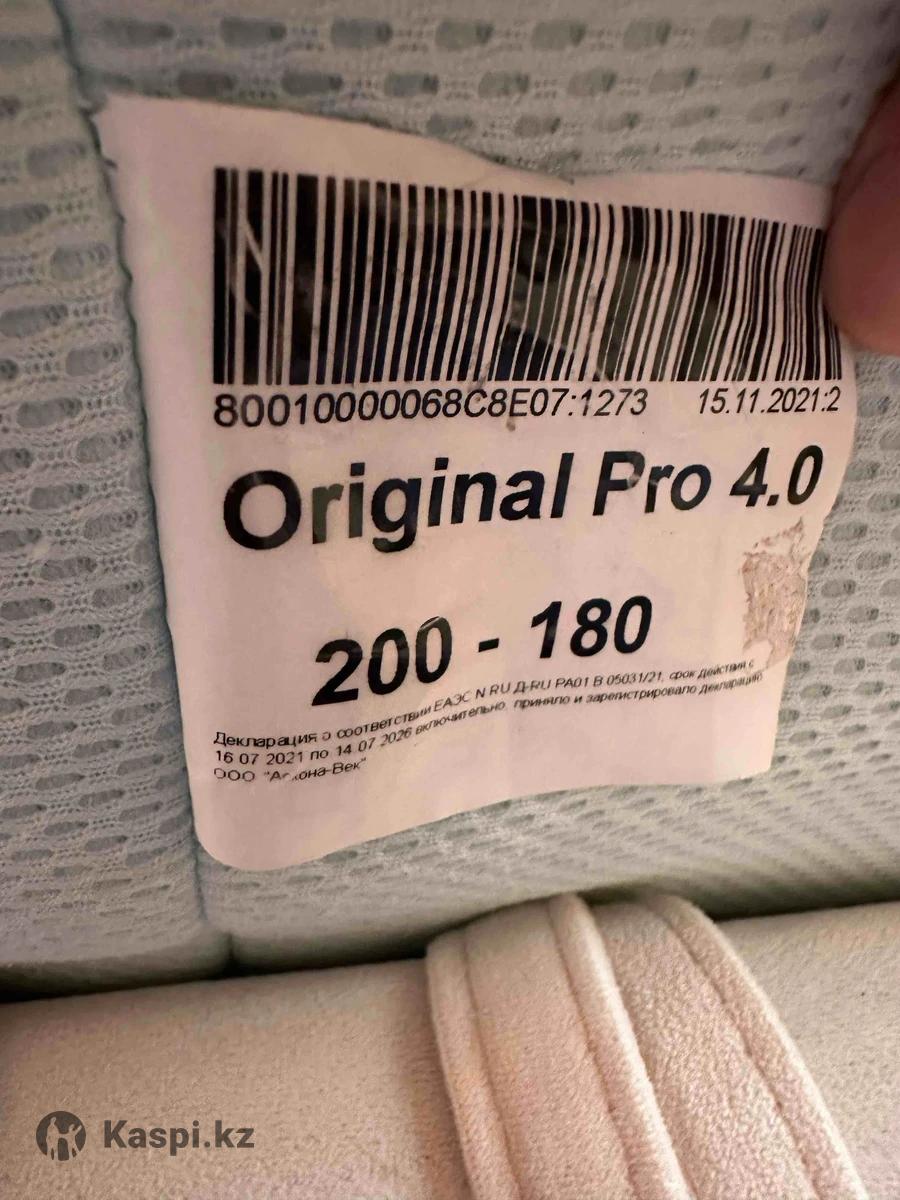 80010000068C8E07:1273 15.11.2021:2
Original Pro 4.0
200 - 180
Декларация о соответствии ЕАЭС N RU Д-RU РА01 В 05031/21, срок действия с
16 07 2021 по 14 07 2026 включительно, приняло и зарегистрировало декларацию
ООО "Аскона-Век"
Kaspi.kz